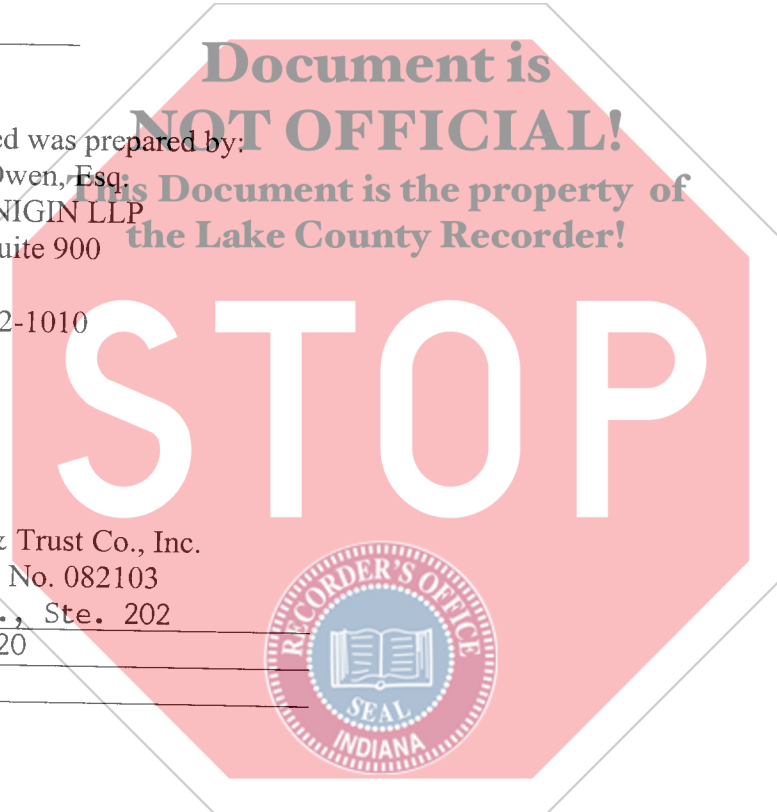 Document is
NOT OFFICIAL!
ed was prepared by:
Owen, Esq.
This Document is the property of
NIGIN LLP
the Lake County Recorder!
uite 900
2-1010
STOP
& Trust Co., Inc.
No. 082103
., Ste. 202
20
RECORDER'S OFFICE
SEAL
INDIANA